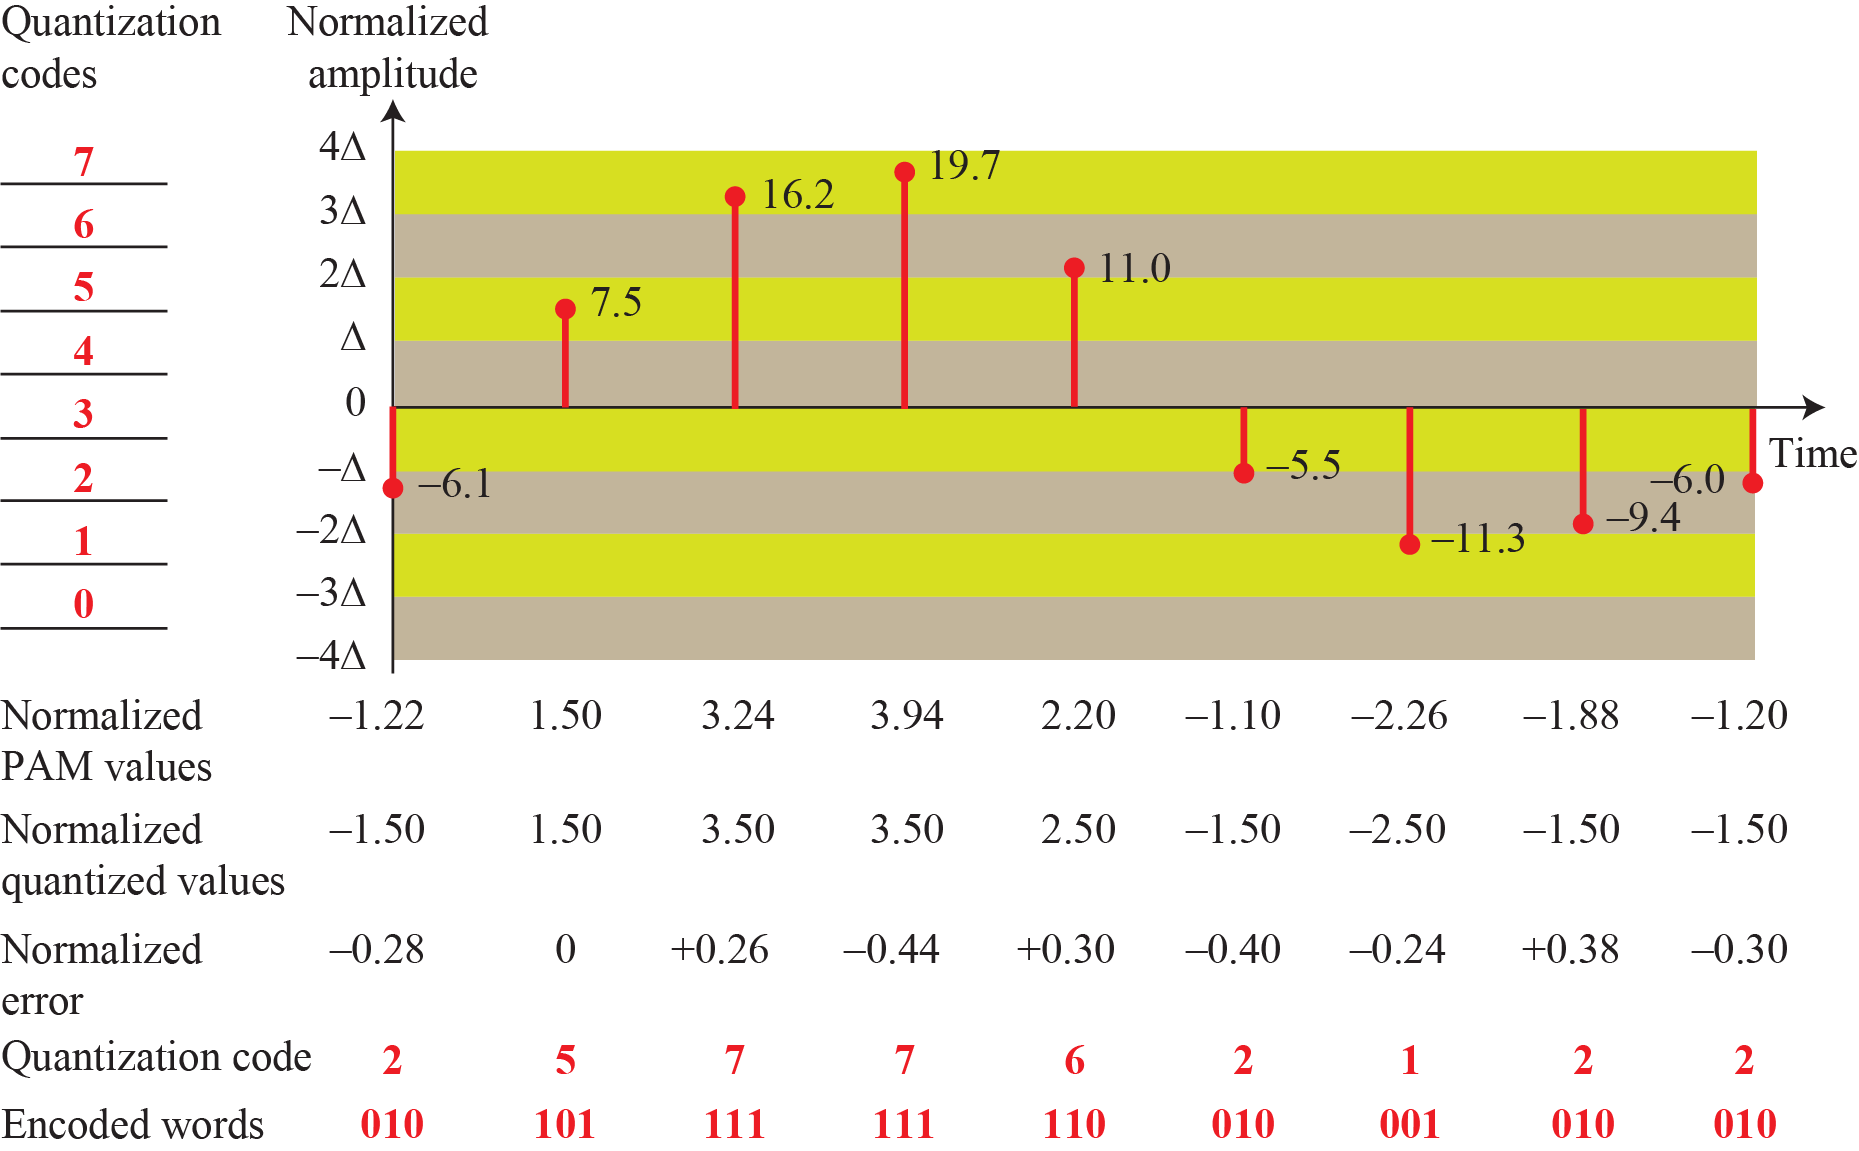 Quantization codes
Normalized amplitude
7
6
5
4
3
2
1
0
4Δ
3Δ
2Δ
Δ
0
–Δ
–2Δ
–3Δ
–4Δ
–6.1
7.5
16.2
19.7
11.0
–5.5
–11.3
–9.4
–6.0
Time
Normalized PAM values –1.22 1.50 3.24 3.94 2.20 –1.10 –2.26 –1.88 –1.20
Normalized quantized values –1.50 1.50 3.50 3.50 2.50 –1.50 –2.50 –1.50 –1.50
Normalized error –0.28 0 +0.26 –0.44 +0.30 –0.40 –0.24 +0.38 –0.30
Quantization code 2 5 7 7 6 2 1 2 2
Encoded words 010 101 111 111 110 010 001 010 010